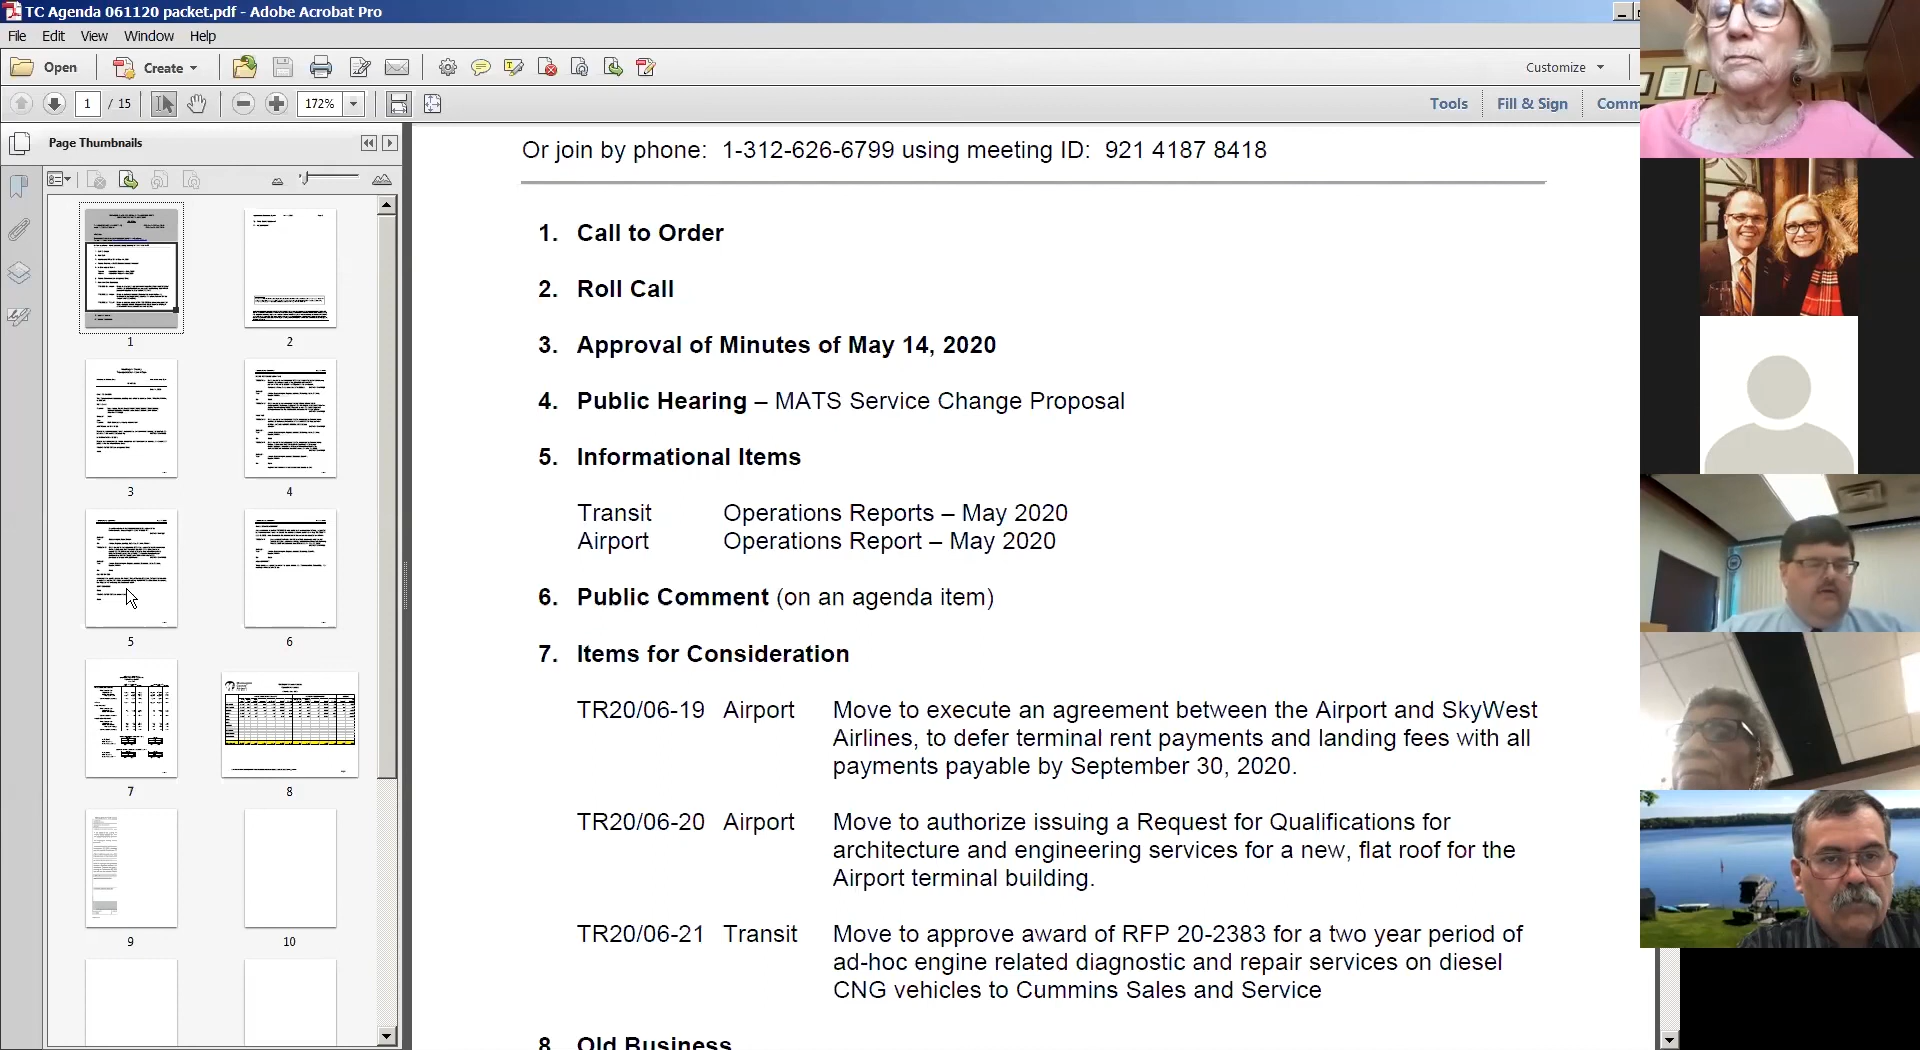 TC Agenda 061120 packet.pdf - Adobe Acrobat Pro
File Edit View Window Help
Open Create Customize
1 / 15 172% Tools Fill & Sign Comm
Page Thumbnails
1 2
3 4
5 6
7 8
9 10
Or join by phone: 1-312-626-6799 using meeting ID: 921 4187 8418
1. Call to Order
2. Roll Call
3. Approval of Minutes of May 14, 2020
4. Public Hearing – MATS Service Change Proposal
5. Informational Items
Transit Operations Reports – May 2020
Airport Operations Report – May 2020
6. Public Comment (on an agenda item)
7. Items for Consideration
TR20/06-19 Airport Move to execute an agreement between the Airport and SkyWest
Airlines, to defer terminal rent payments and landing fees with all
payments payable by September 30, 2020.
TR20/06-20 Airport Move to authorize issuing a Request for Qualifications for
architecture and engineering services for a new, flat roof for the
Airport terminal building.
TR20/06-21 Transit Move to approve award of RFP 20-2383 for a two year period of
ad-hoc engine related diagnostic and repair services on diesel
CNG vehicles to Cummins Sales and Service
8 Old Business